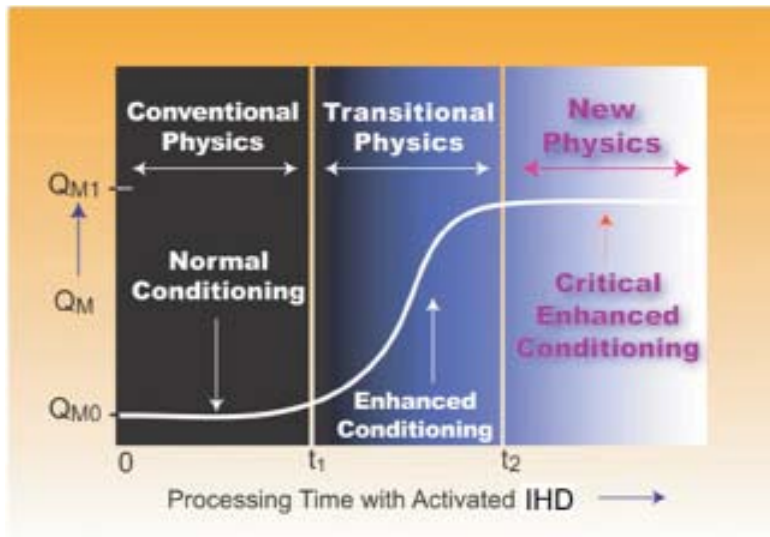 Conventional
Physics
Transitional
Physics
New
Physics
QM1
Normal
Conditioning
QM
Critical
Enhanced
Conditioning
QM0
Enhanced
Conditioning
0
t1
t2
Processing Time with Activated IHD